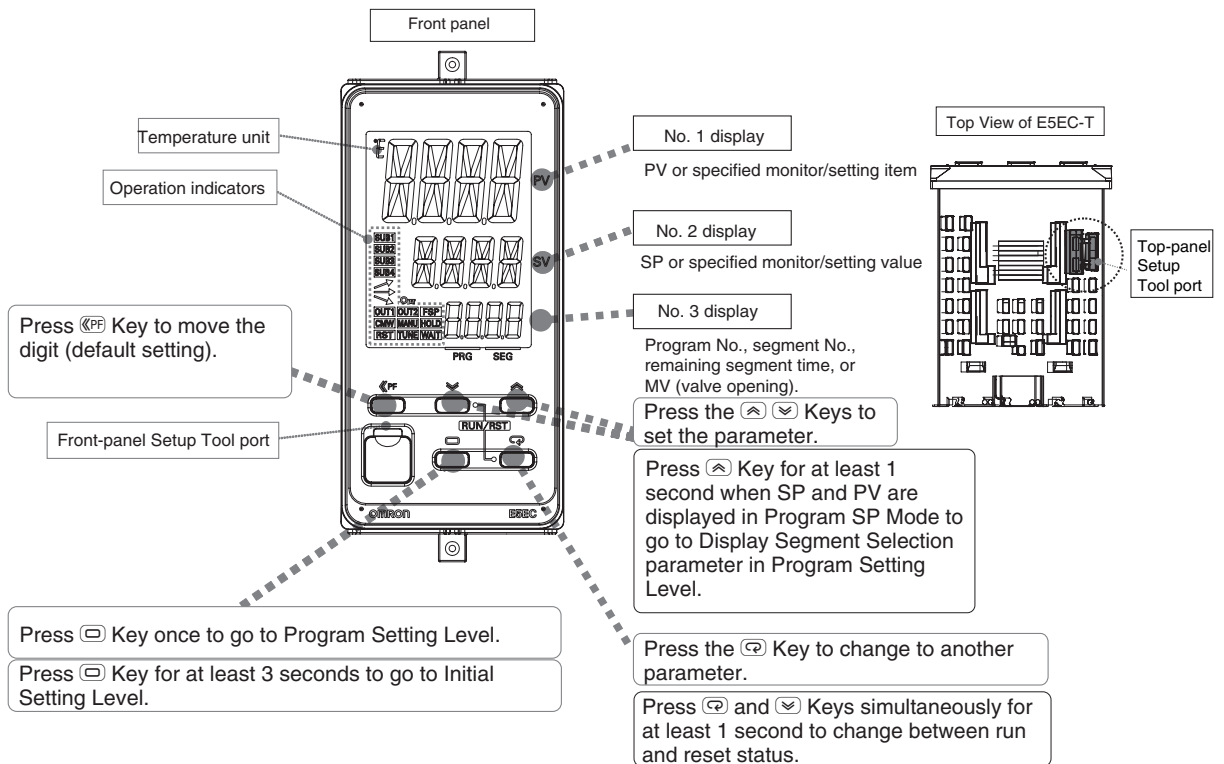 Front panel
Temperature unit
Operation indicators
Press «PF Key to move the
digit (default setting).
Front-panel Setup Tool port
PV
SV
SUB1
SUB2
SUB3
SUB4
Oper
OUT1 OUT2 FSP
CMW MANU HOLD
RST TUNE WAIT
PRG SEG
«PF
RUN/RST
OMRON E5EC
No. 1 display
PV or specified monitor/setting item
No. 2 display
SP or specified monitor/setting value
No. 3 display
Program No., segment No.,
remaining segment time, or
MV (valve opening).
Press the Keys to
set the parameter.
Press Key for at least 1
second when SP and PV are
displayed in Program SP Mode to
go to Display Segment Selection
parameter in Program Setting
Level.
Press Key once to go to Program Setting Level.
Press Key for at least 3 seconds to go to Initial
Setting Level.
Press the Key to change to another
parameter.
Press and Keys simultaneously for
at least 1 second to change between run
and reset status.
Top View of E5EC-T
Top-panel
Setup
Tool port